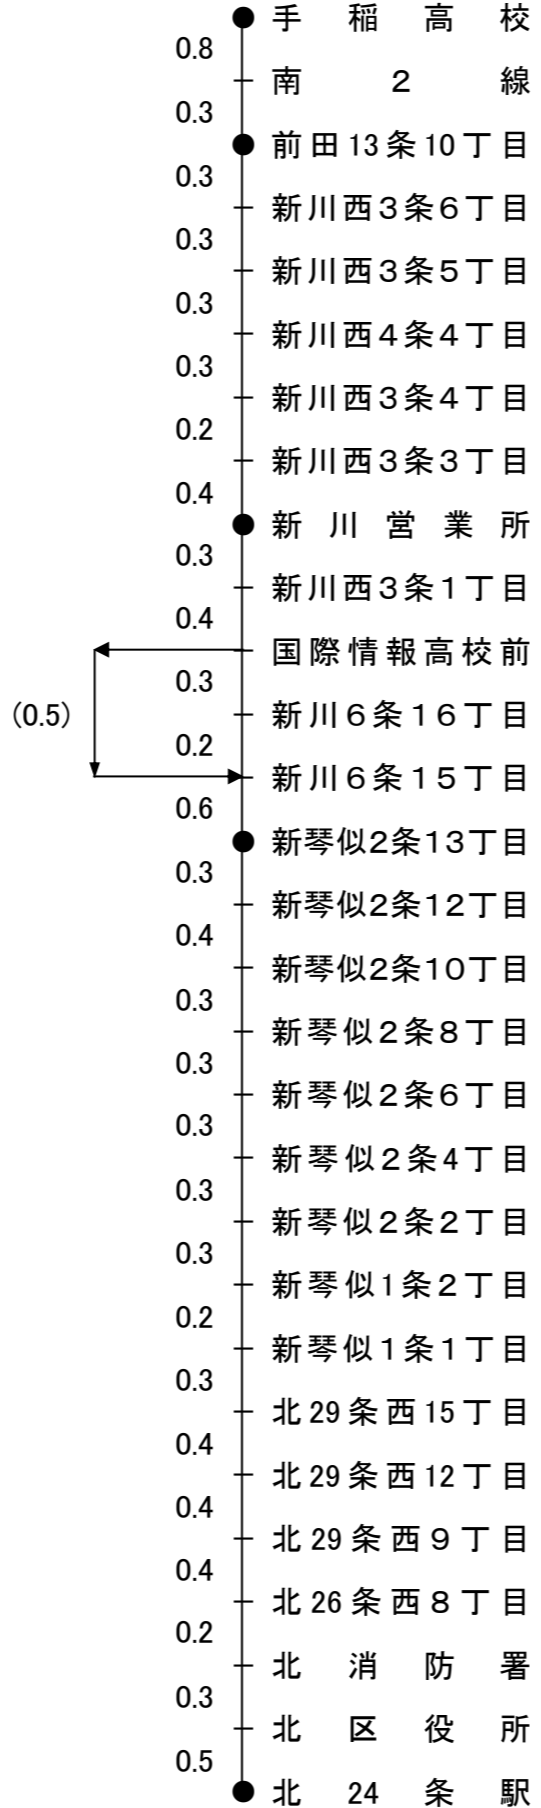 手稲高校
0.8
南2線
0.3
前田13条10丁目
0.3
新川西3条6丁目
0.3
新川西3条5丁目
0.3
新川西4条4丁目
0.3
新川西3条4丁目
0.2
新川西3条3丁目
0.4
新川営業所
0.3
新川西3条1丁目
0.4
国際情報高校前
0.3
(0.5)
新川6条16丁目
0.2
新川6条15丁目
0.6
新琴似2条13丁目
0.3
新琴似2条12丁目
0.4
新琴似2条10丁目
0.3
新琴似2条8丁目
0.3
新琴似2条6丁目
0.3
新琴似2条4丁目
0.3
新琴似2条2丁目
0.3
新琴似1条2丁目
0.2
新琴似1条1丁目
0.3
北29条西15丁目
0.4
北29条西12丁目
0.4
北29条西9丁目
0.4
北26条西8丁目
0.2
北消防署
0.3
北区役所
0.5
北24条駅